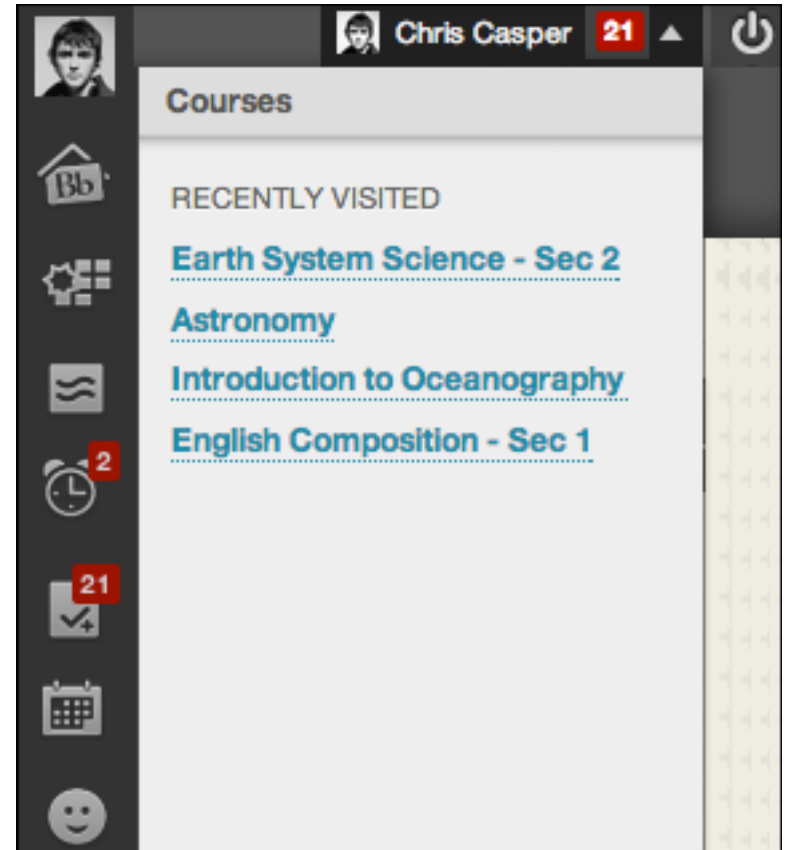 Chris Casper 21
Courses
Bb
RECENTLY VISITED
Earth System Science - Sec 2
Astronomy
Introduction to Oceanography
English Composition - Sec 1
2
21